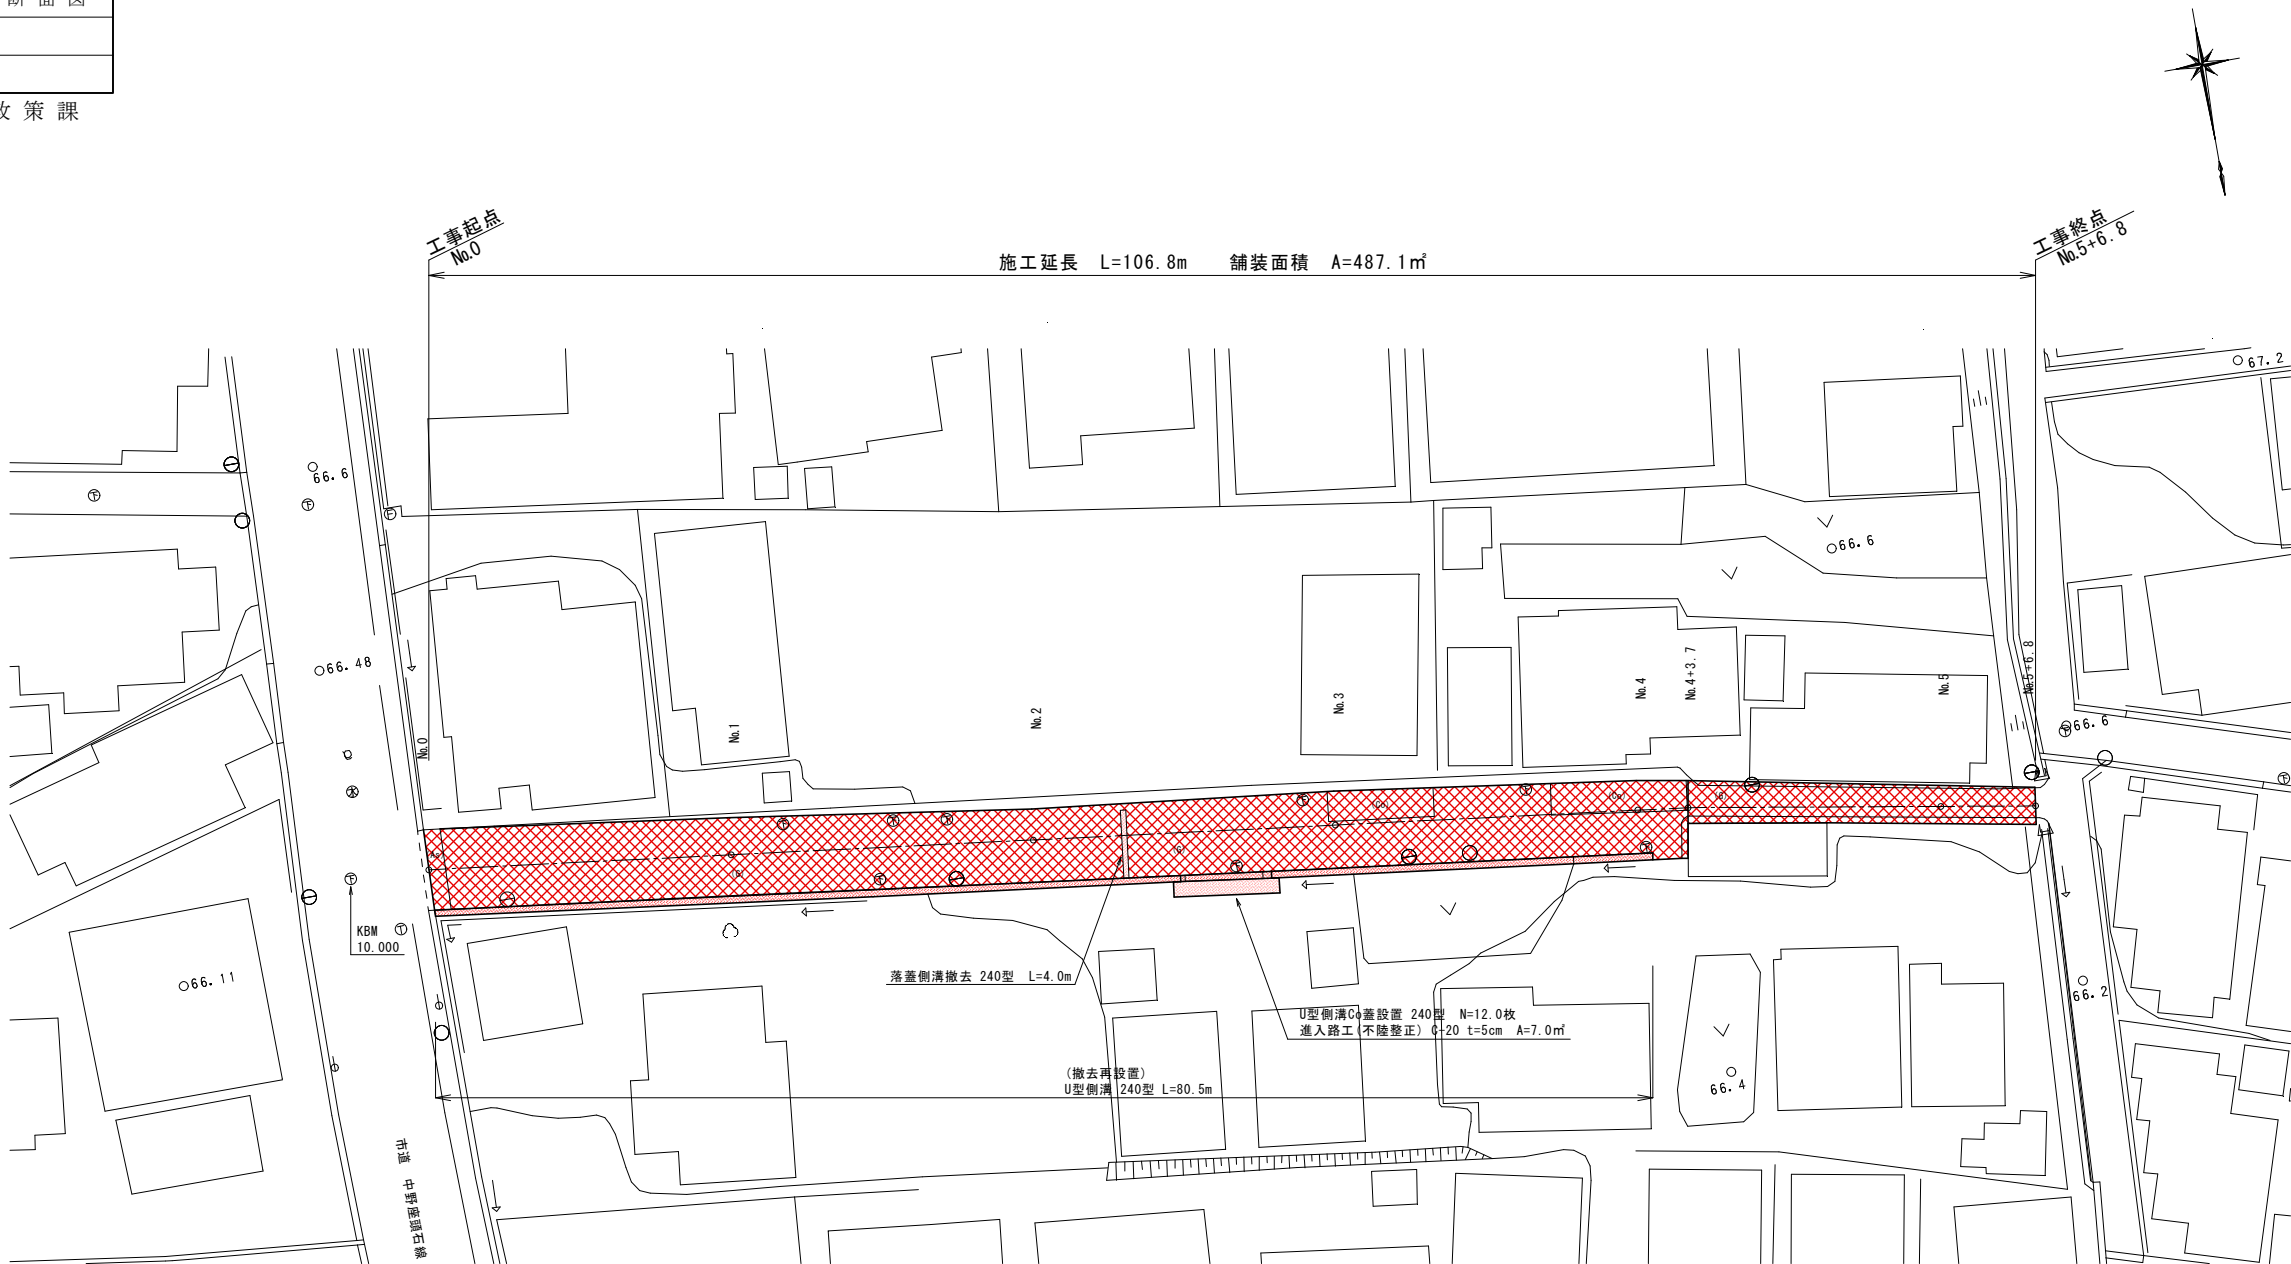 断面図
政策課
工事起点
No.0
施工延長 L=106.8m 舗装面積 A=487.1㎡
工事終点
No.5+6.8
67.2
66.6
66.6
66.48
No.0
No.1
No.2
No.3
No.4
No.4+3.7
No.5
No.5+6.8
66.6
(As)
(G)
(G)
(Co)
(Co)
(G)
KBM
10.000
66.11
落蓋側溝撤去 240型 L=4.0m
U型側溝Co蓋設置 240型 N=12.0枚
進入路工(不陸整正) C-20 t=5cm A=7.0㎡
(撤去再設置)
U型側溝 240型 L=80.5m
66.2
66.4
市道 中野座頭石線